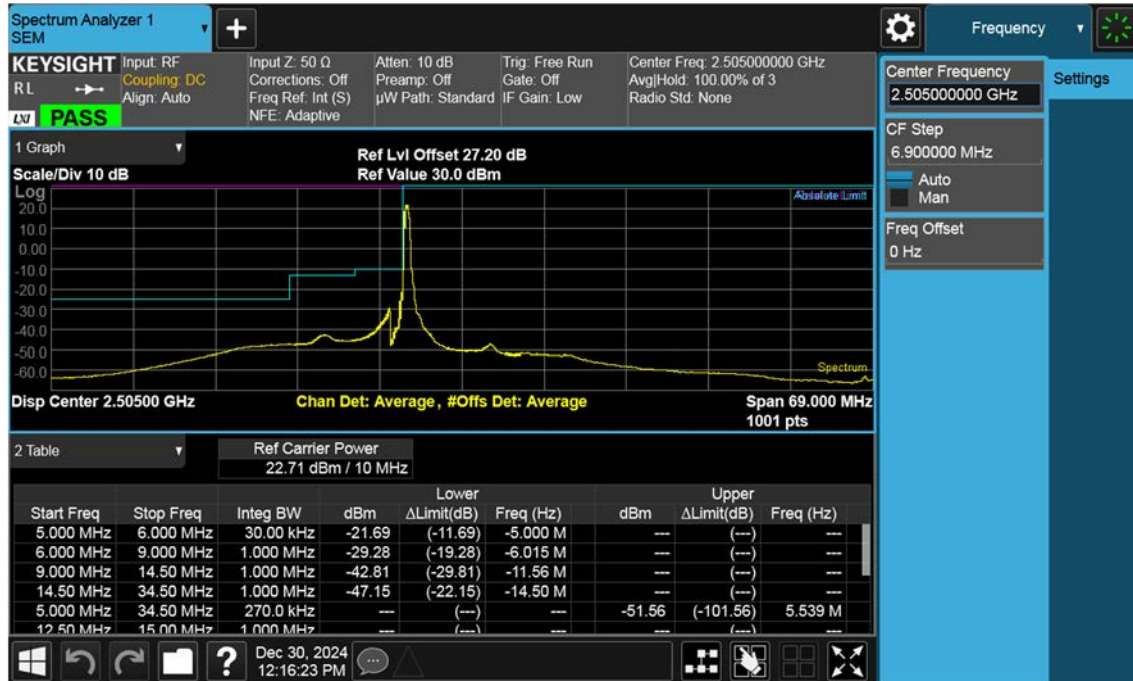 Spectrum Analyzer 1
SEM
Frequency
KEYSIGHT
RL
LXI PASS
Input: RF
Coupling: DC
Align: Auto
Input Z: 50 Ω
Corrections: Off
Freq Ref: Int (S)
NFE: Adaptive
Atten: 10 dB
Preamp: Off
µW Path: Standard
Trig: Free Run
Gate: Off
IF Gain: Low
Center Freq: 2.505000000 GHz
Avg|Hold: 100.00% of 3
Radio Std: None
Center Frequency
2.505000000 GHz
Settings
CF Step
6.900000 MHz
Auto
Man
Freq Offset
0 Hz
1 Graph
Scale/Div 10 dB
Ref Lvl Offset 27.20 dB
Ref Value 30.0 dBm
Log
Absolute Limit
20.0
10.0
0.00
-10.0
-20.0
-30.0
-40.0
-50.0
-60.0
Spectrum
Disp Center 2.50500 GHz
Chan Det: Average, #Offs Det: Average
Span 69.000 MHz
1001 pts
2 Table
Ref Carrier Power
22.71 dBm / 10 MHz
Lower Upper
Start Freq Stop Freq Integ BW dBm ΔLimit(dB) Freq (Hz) dBm ΔLimit(dB) Freq (Hz)
5.000 MHz 6.000 MHz 30.00 kHz -21.69 (-11.69) -5.000 M --- (---) ---
6.000 MHz 9.000 MHz 1.000 MHz -29.28 (-19.28) -6.015 M --- (---) ---
9.000 MHz 14.50 MHz 1.000 MHz -42.81 (-29.81) -11.56 M --- (---) ---
14.50 MHz 34.50 MHz 1.000 MHz -47.15 (-22.15) -14.50 M --- (---) ---
5.000 MHz 34.50 MHz 270.0 kHz --- (---) --- -51.56 (-101.56) 5.539 M
12.50 MHz 15.00 MHz 1.000 MHz --- (---) --- --- (---) ---
Dec 30, 2024
12:16:23 PM